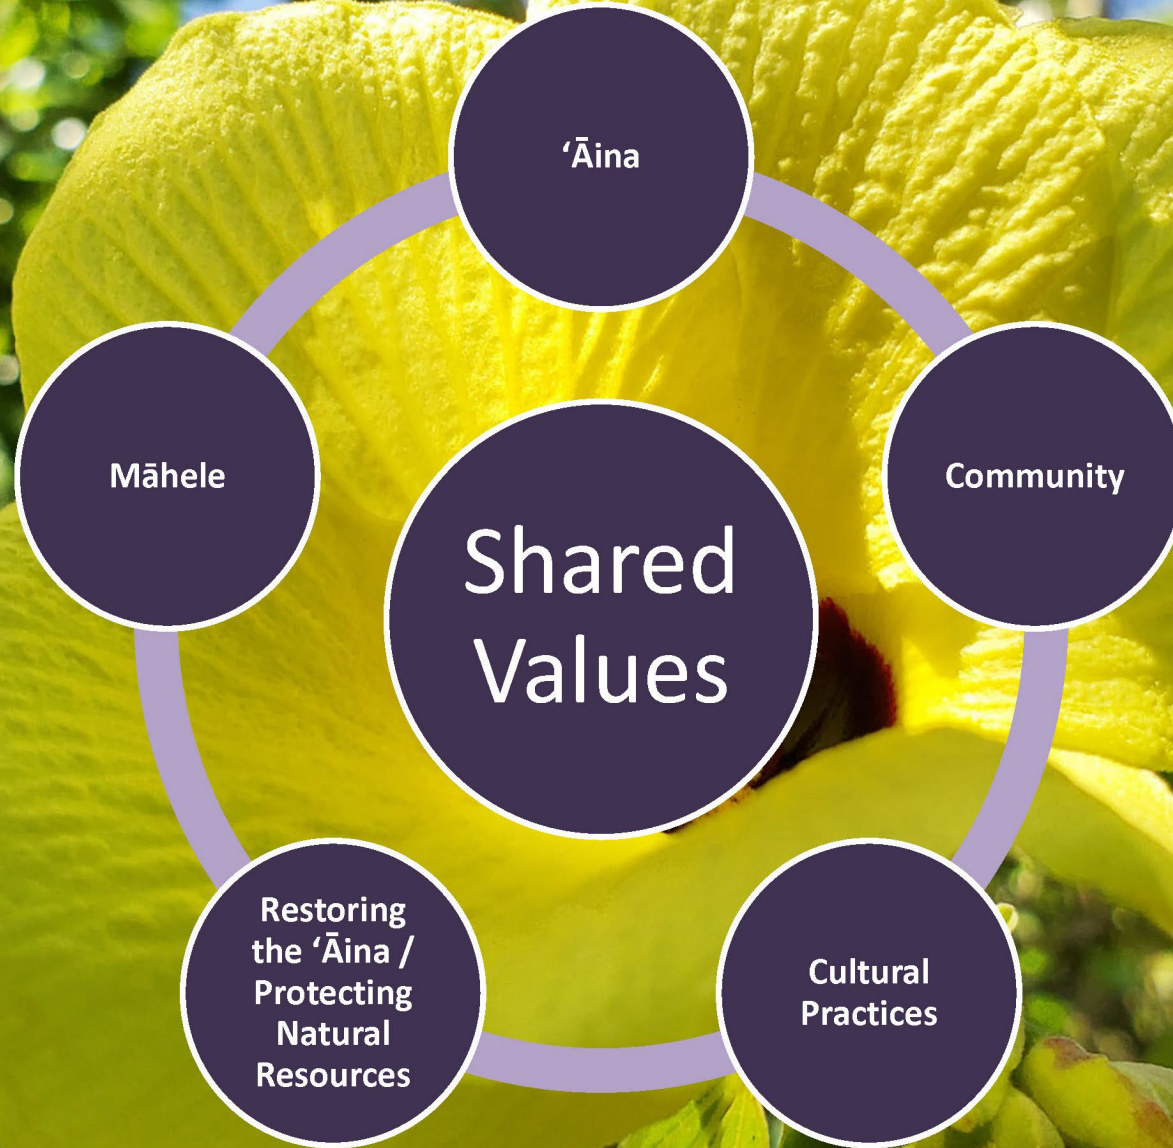 ‘Āina
Community
Cultural
Practices
Restoring
the ‘Āina /
Protecting
Natural
Resources
Māhele
Shared
Values